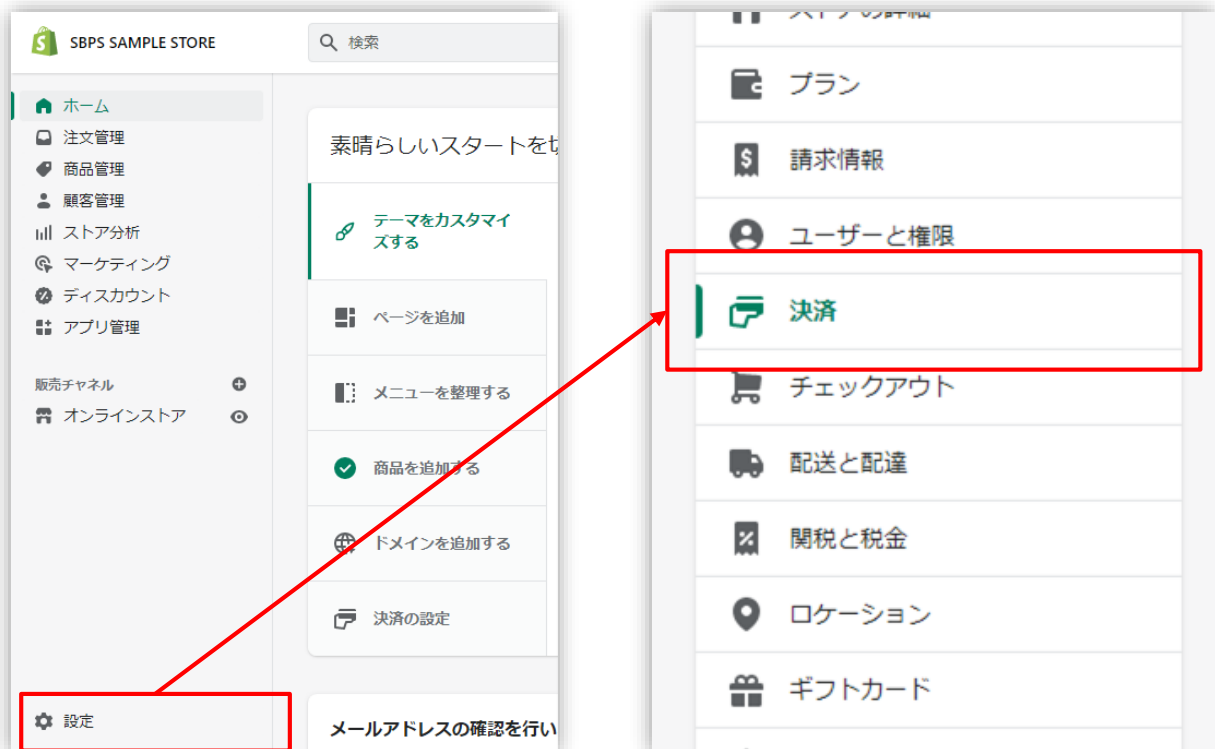 SBPS SAMPLE STORE
検索
ホーム
注文管理
商品管理
顧客管理
ストア分析
マーケティング
ディスカウント
アプリ管理
販売チャネル
オンラインストア
設定
素晴らしいスタートを切
テーマをカスタマイ
ズする
ページを追加
メニューを整理する
商品を追加する
ドメインを追加する
決済の設定
メールアドレスの確認を行い
ストアの詳細
プラン
請求情報
ユーザーと権限
決済
チェックアウト
配送と配達
関税と税金
ロケーション
ギフトカード